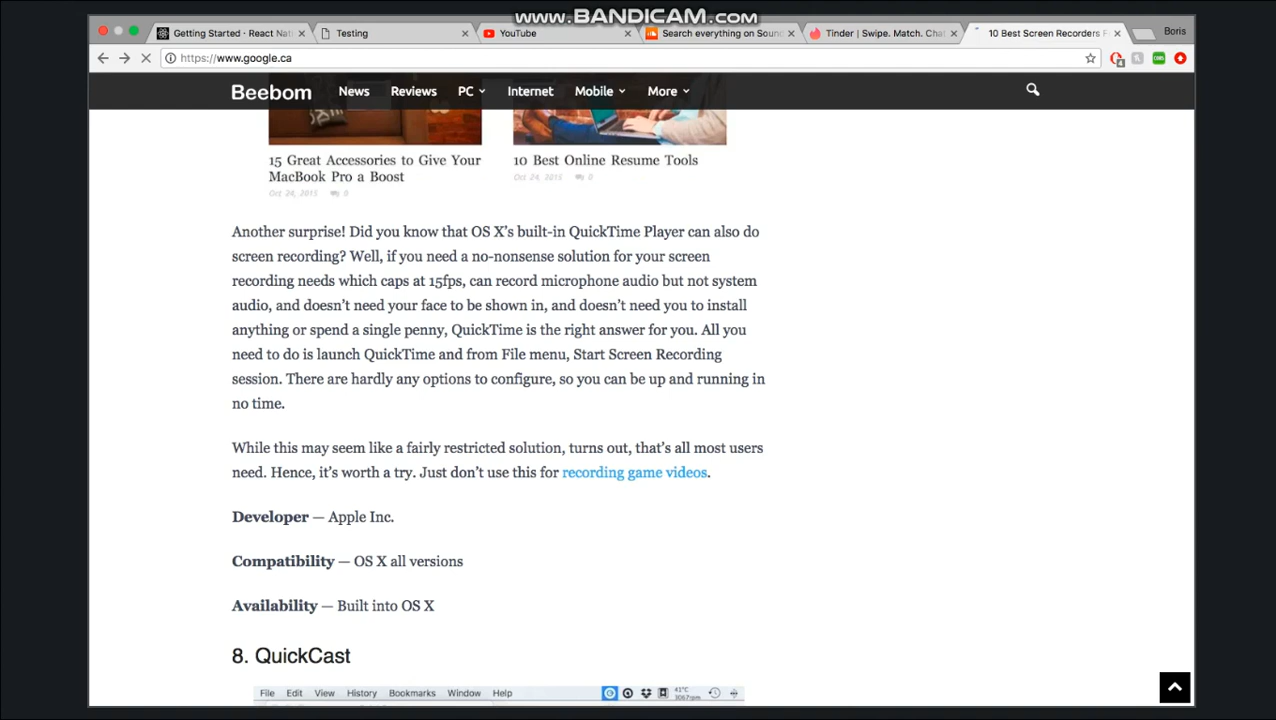 www.BANDICAM.com
Getting Started · React Nat
Testing
YouTube
Search everything on Soun
Tinder | Swipe. Match. Chat
10 Best Screen Recorders F
Boris
https://www.google.ca
Beebom News Reviews PC Internet Mobile More
15 Great Accessories to Give Your
MacBook Pro a Boost
Oct 24, 2015 0
10 Best Online Resume Tools
Oct 24, 2015 0
Another surprise! Did you know that OS X’s built-in QuickTime Player can also do
screen recording? Well, if you need a no-nonsense solution for your screen
recording needs which caps at 15fps, can record microphone audio but not system
audio, and doesn’t need your face to be shown in, and doesn’t need you to install
anything or spend a single penny, QuickTime is the right answer for you. All you
need to do is launch QuickTime and from File menu, Start Screen Recording
session. There are hardly any options to configure, so you can be up and running in
no time.
While this may seem like a fairly restricted solution, turns out, that’s all most users
need. Hence, it’s worth a try. Just don’t use this for recording game videos.
Developer — Apple Inc.
Compatibility — OS X all versions
Availability — Built into OS X
8. QuickCast
File Edit View History Bookmarks Window Help 41°C